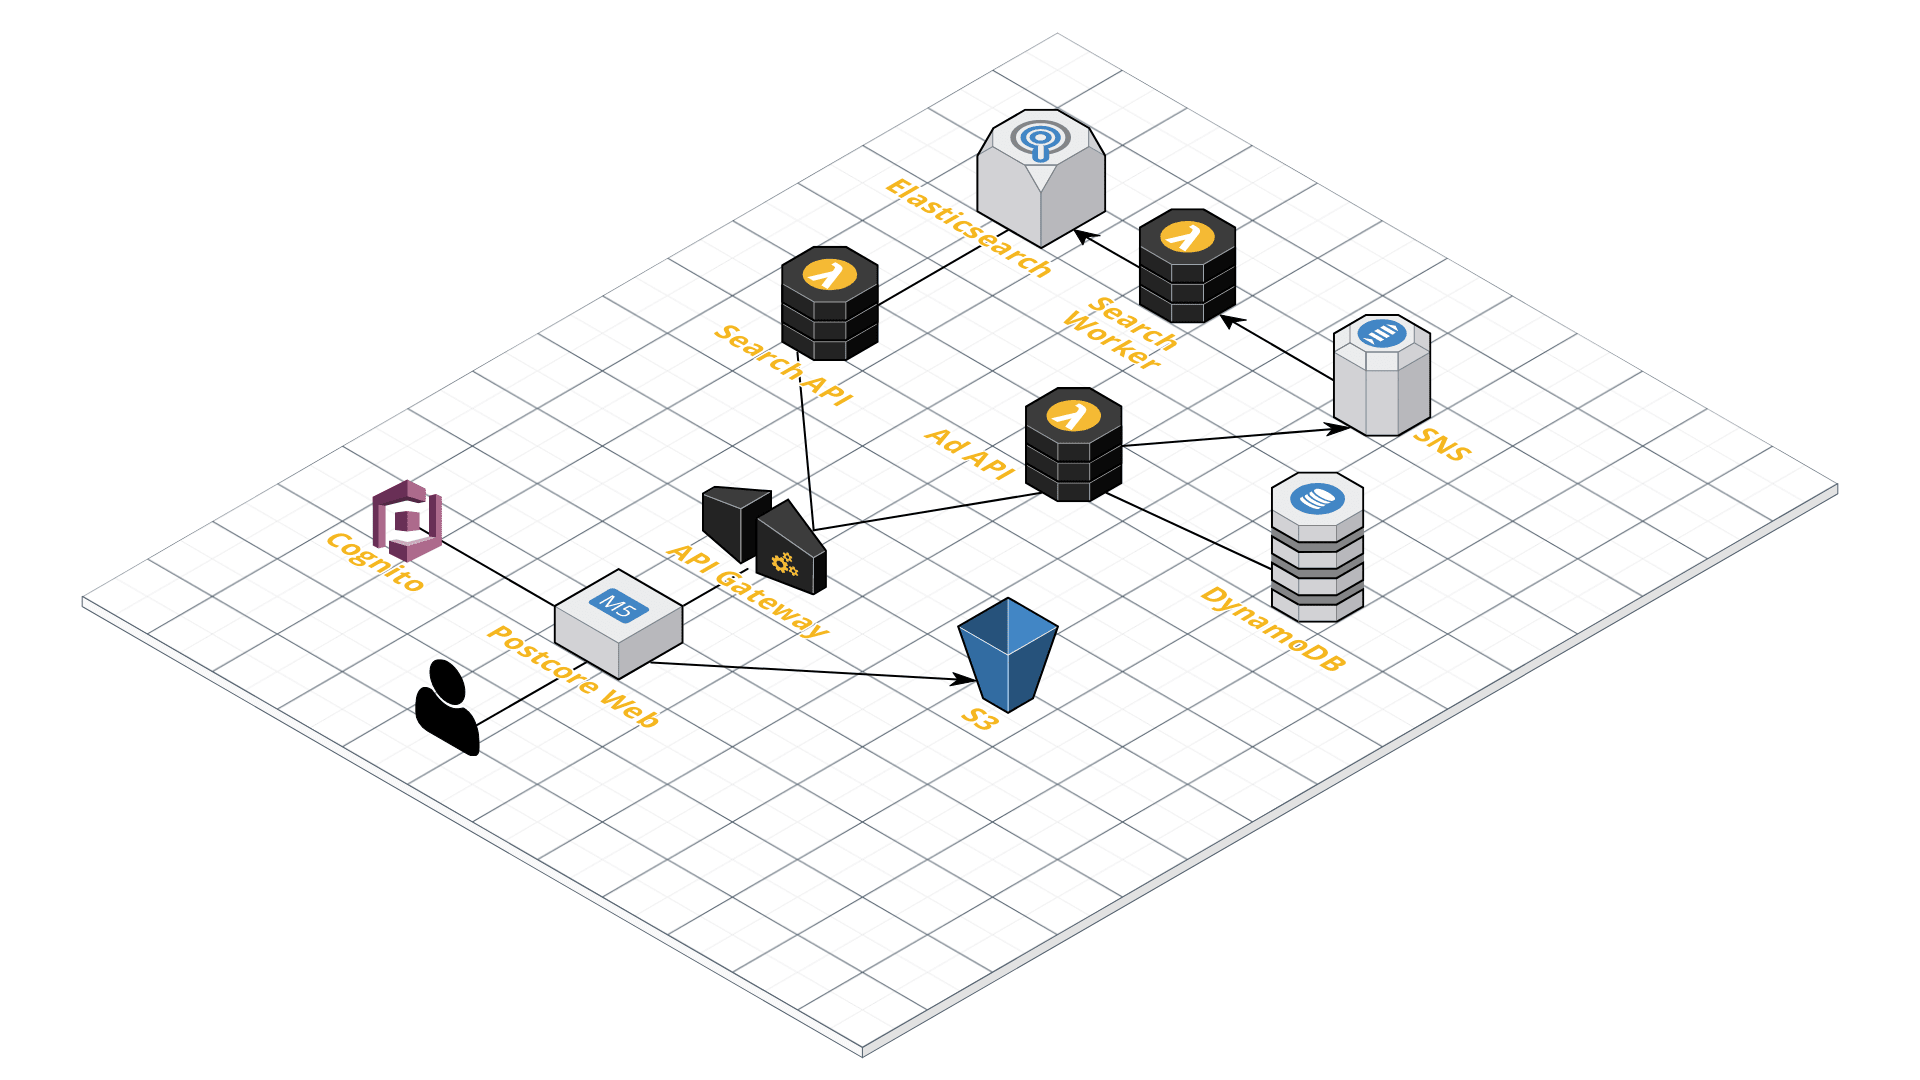 Elasticsearch
Search
Worker
Search API
SNS
Ad API
Cognito
API Gateway
DynamoDB
M5
Postcore Web
S3